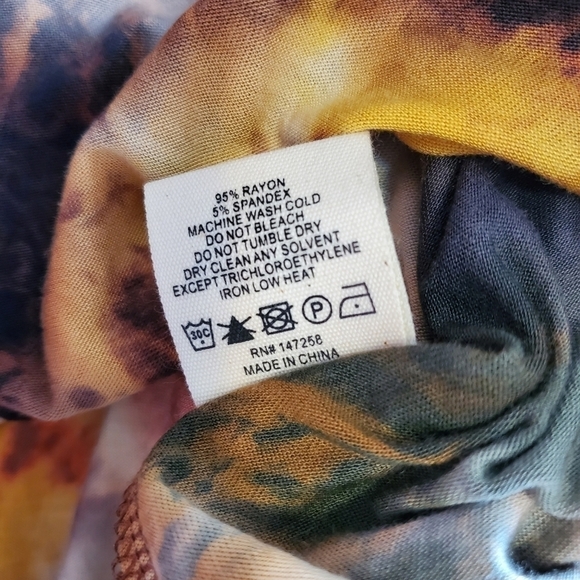 95% RAYON
5% SPANDEX
MACHINE WASH COLD
DO NOT BLEACH
DO NOT TUMBLE DRY
DRY CLEAN ANY SOLVENT
EXCEPT TRICHLOROETHYLENE
IRON LOW HEAT
30C P
RN# 147258
MADE IN CHINA